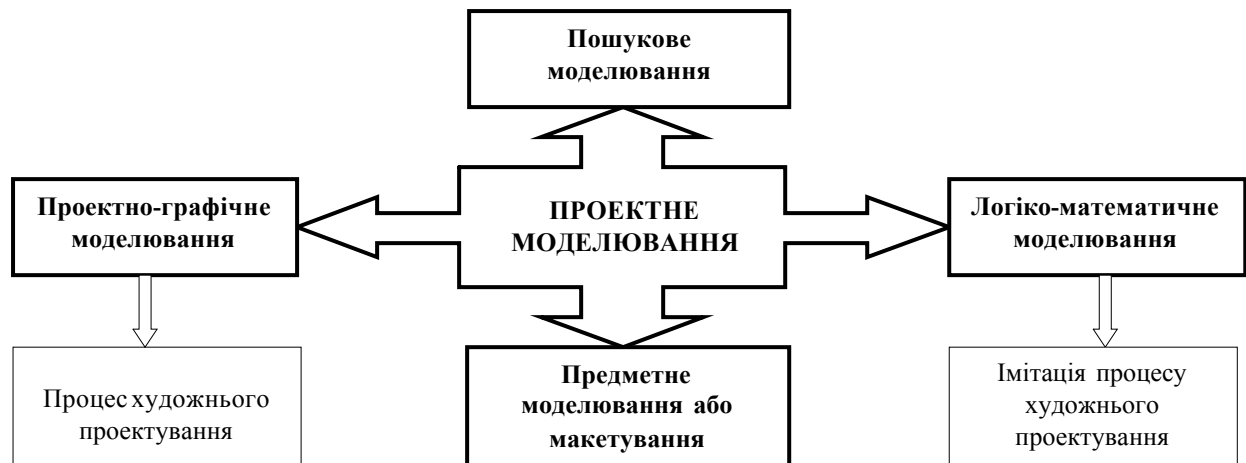 Пошукове
моделювання
Проектно-графічне
моделювання
ПРОЕКТНЕ
МОДЕЛЮВАННЯ
Логіко-математичне
моделювання
Процес художнього
проектування
Предметне
моделювання або
макетування
Імітація процесу
художнього
проектування